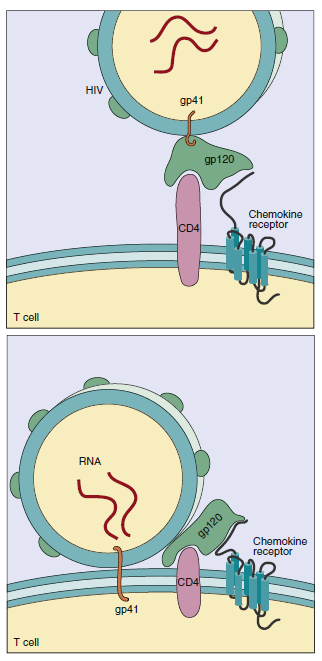 HIV
gp41
gp120
CD4
Chemokine
receptor
T cell
RNA
gp120
Chemokine
receptor
CD4
gp41
T cell